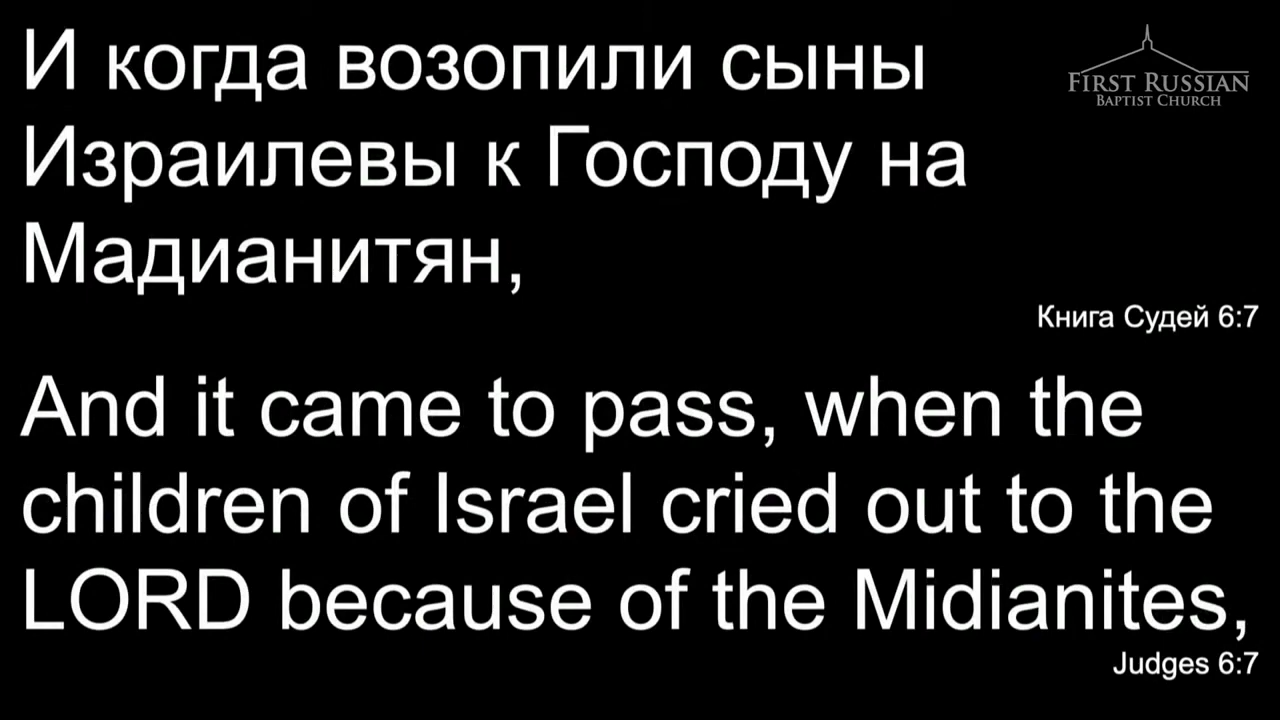 И когда возопили сыны
Израилевы к Господу на
Мадианитян,
Книга Судей 6:7
And it came to pass, when the
children of Israel cried out to the
LORD because of the Midianites,
Judges 6:7
FIRST RUSSIAN
BAPTIST CHURCH